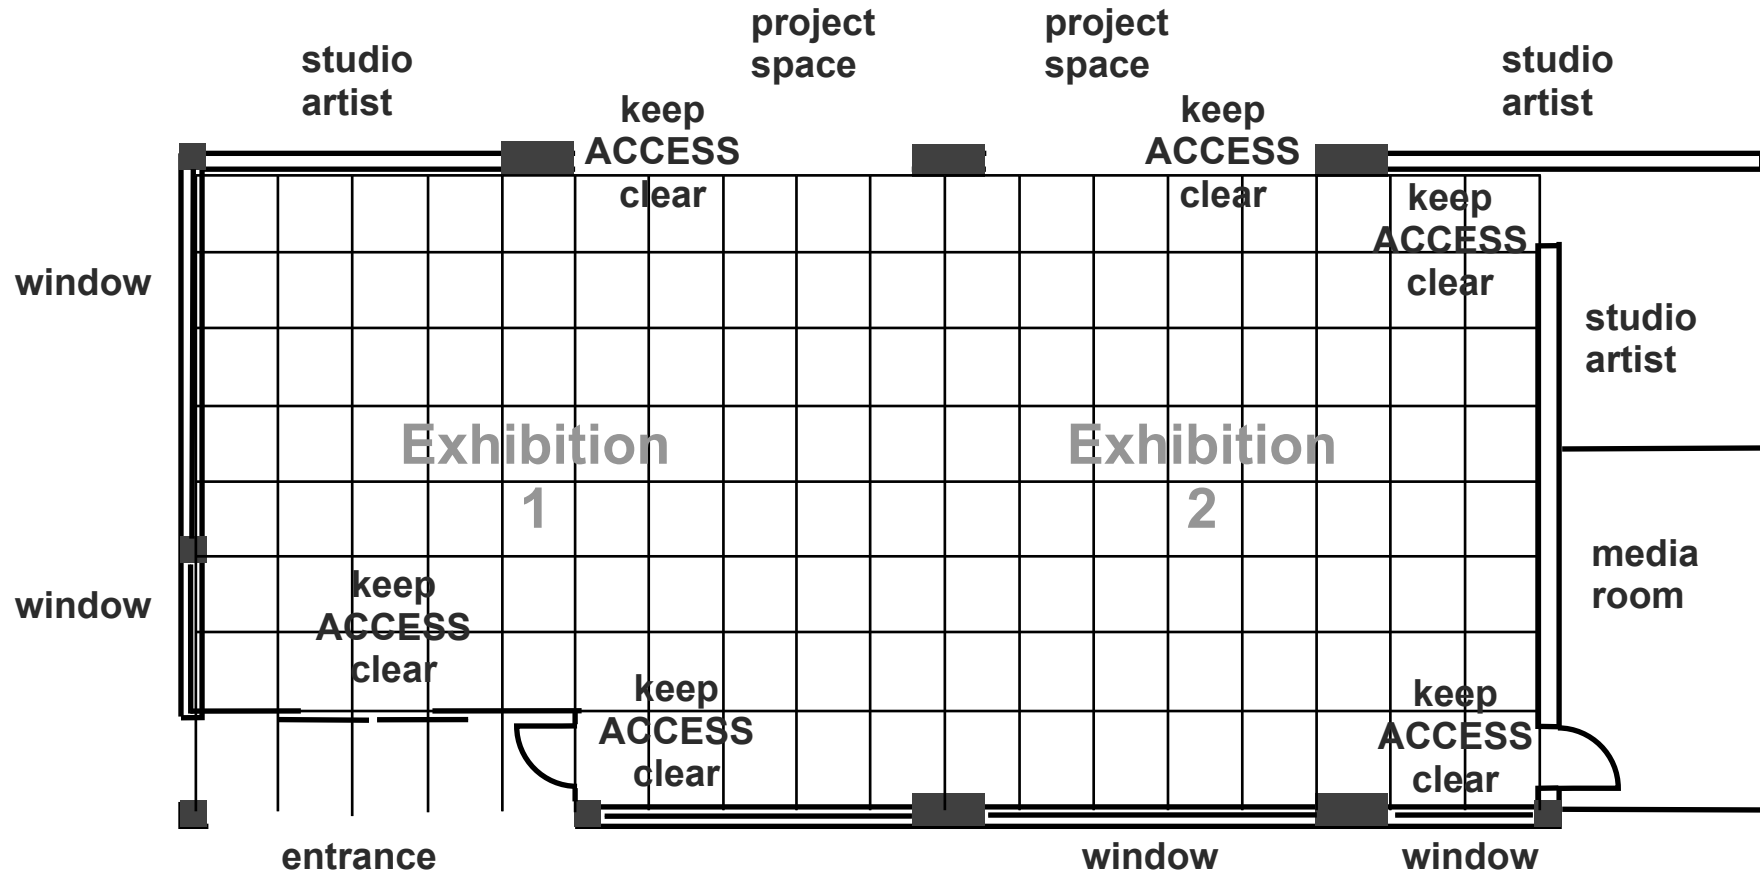 project
space
project
space
studio
artist
studio
artist
keep
ACCESS
clear
keep
ACCESS
clear
keep
ACCESS
clear
window
studio
artist
Exhibition
1
Exhibition
2
media
room
window
keep
ACCESS
clear
keep
ACCESS
clear
keep
ACCESS
clear
entrance
window
window